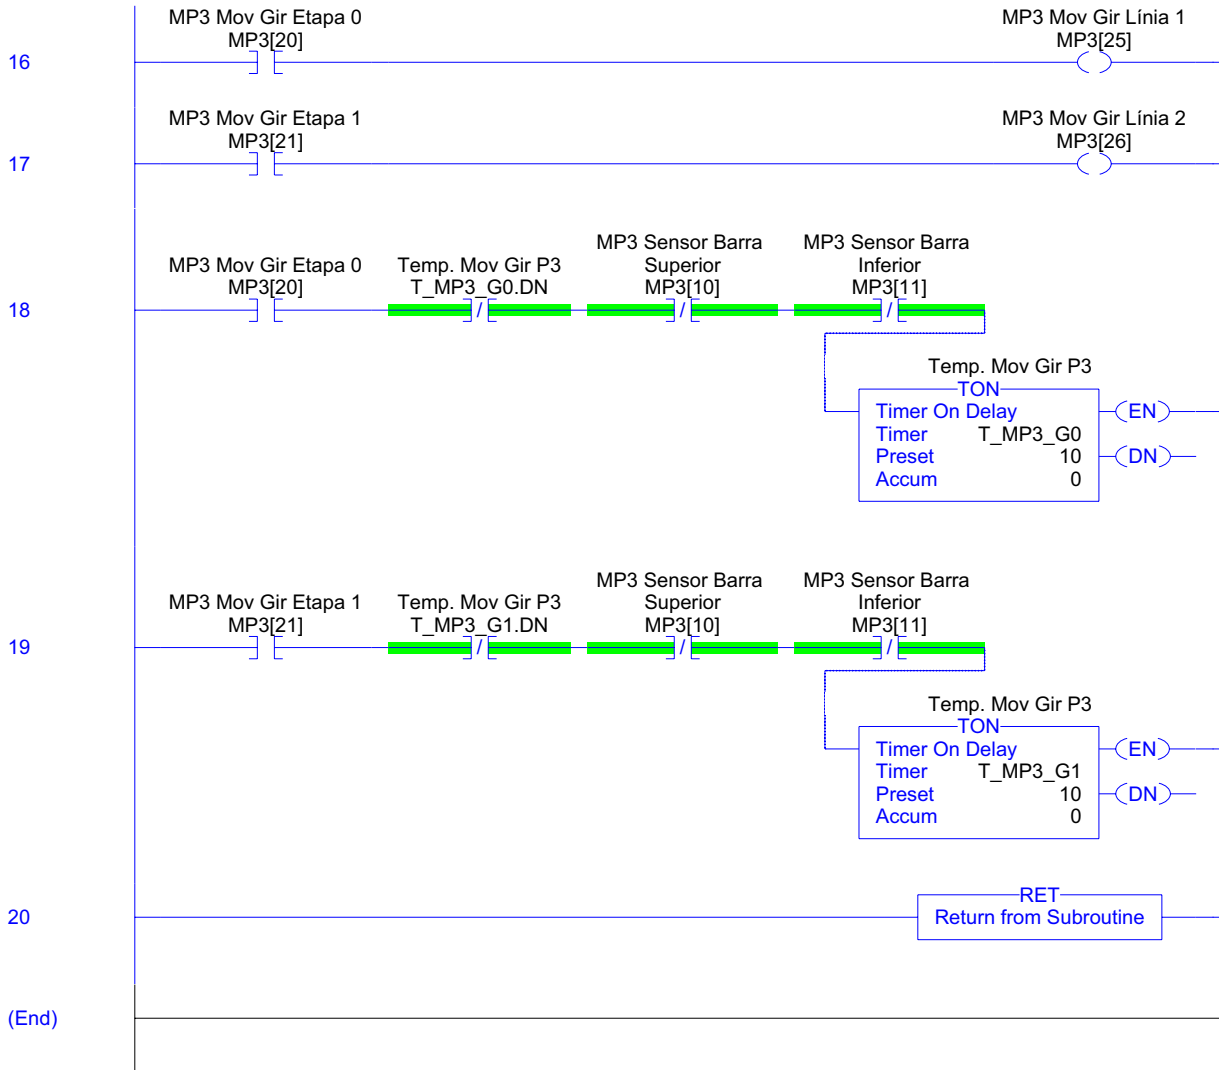 MP3 Mov Gir Etapa 0
MP3[20]
MP3 Mov Gir Línia 1
MP3[25]
16
MP3 Mov Gir Etapa 1
MP3[21]
MP3 Mov Gir Línia 2
MP3[26]
17
MP3 Mov Gir Etapa 0
MP3[20]
Temp. Mov Gir P3
T_MP3_G0.DN
MP3 Sensor Barra
Superior
MP3[10]
MP3 Sensor Barra
Inferior
MP3[11]
18
/
/
/
Temp. Mov Gir P3
TON
Timer On Delay
Timer T_MP3_G0
Preset 10
Accum 0
EN
DN
MP3 Mov Gir Etapa 1
MP3[21]
Temp. Mov Gir P3
T_MP3_G1.DN
MP3 Sensor Barra
Superior
MP3[10]
MP3 Sensor Barra
Inferior
MP3[11]
19
/
/
/
Temp. Mov Gir P3
TON
Timer On Delay
Timer T_MP3_G1
Preset 10
Accum 0
EN
DN
20
RET
Return from Subroutine
(End)